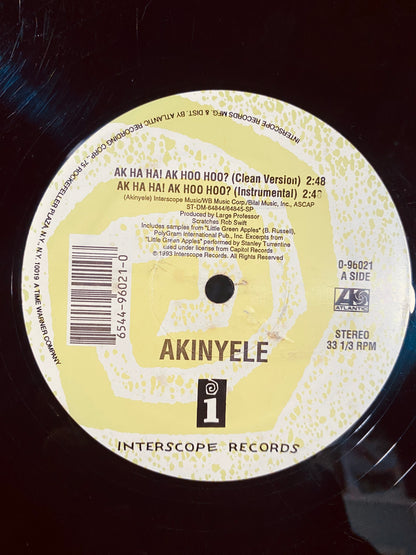 INTERSCOPE RECORDS MFG. & DIST. BY ATLANTIC RECORDING CORP., 75 ROCKEFELLER PLAZA, N.Y., N.Y. 10019 A TIME WARNER COMPANY
AK HA HA! AK HOO HOO? (Clean Version) 2:48
AK HA HA! AK HOO HOO? (Instrumental) 2:48
(Akinyele) Interscope Music/WB Music Corp./Bilal Music, Inc., ASCAP
ST-DM-64844/64845-SP
Produced by Large Professor
Scratches Rob Swift
Includes samples from "Little Green Apples" (B. Russell),
PolyGram International Pub., Inc. Excerpts from
"Little Green Apples" performed by Stanley Turrentine
used under license from Capitol Records
© 1993 Interscope Records. All Rights Reserved
0-96021
A SIDE
ATLANTIC
STEREO
33 1/3 RPM
6544-96021-0
AKINYELE
i
INTERSCOPE RECORDS